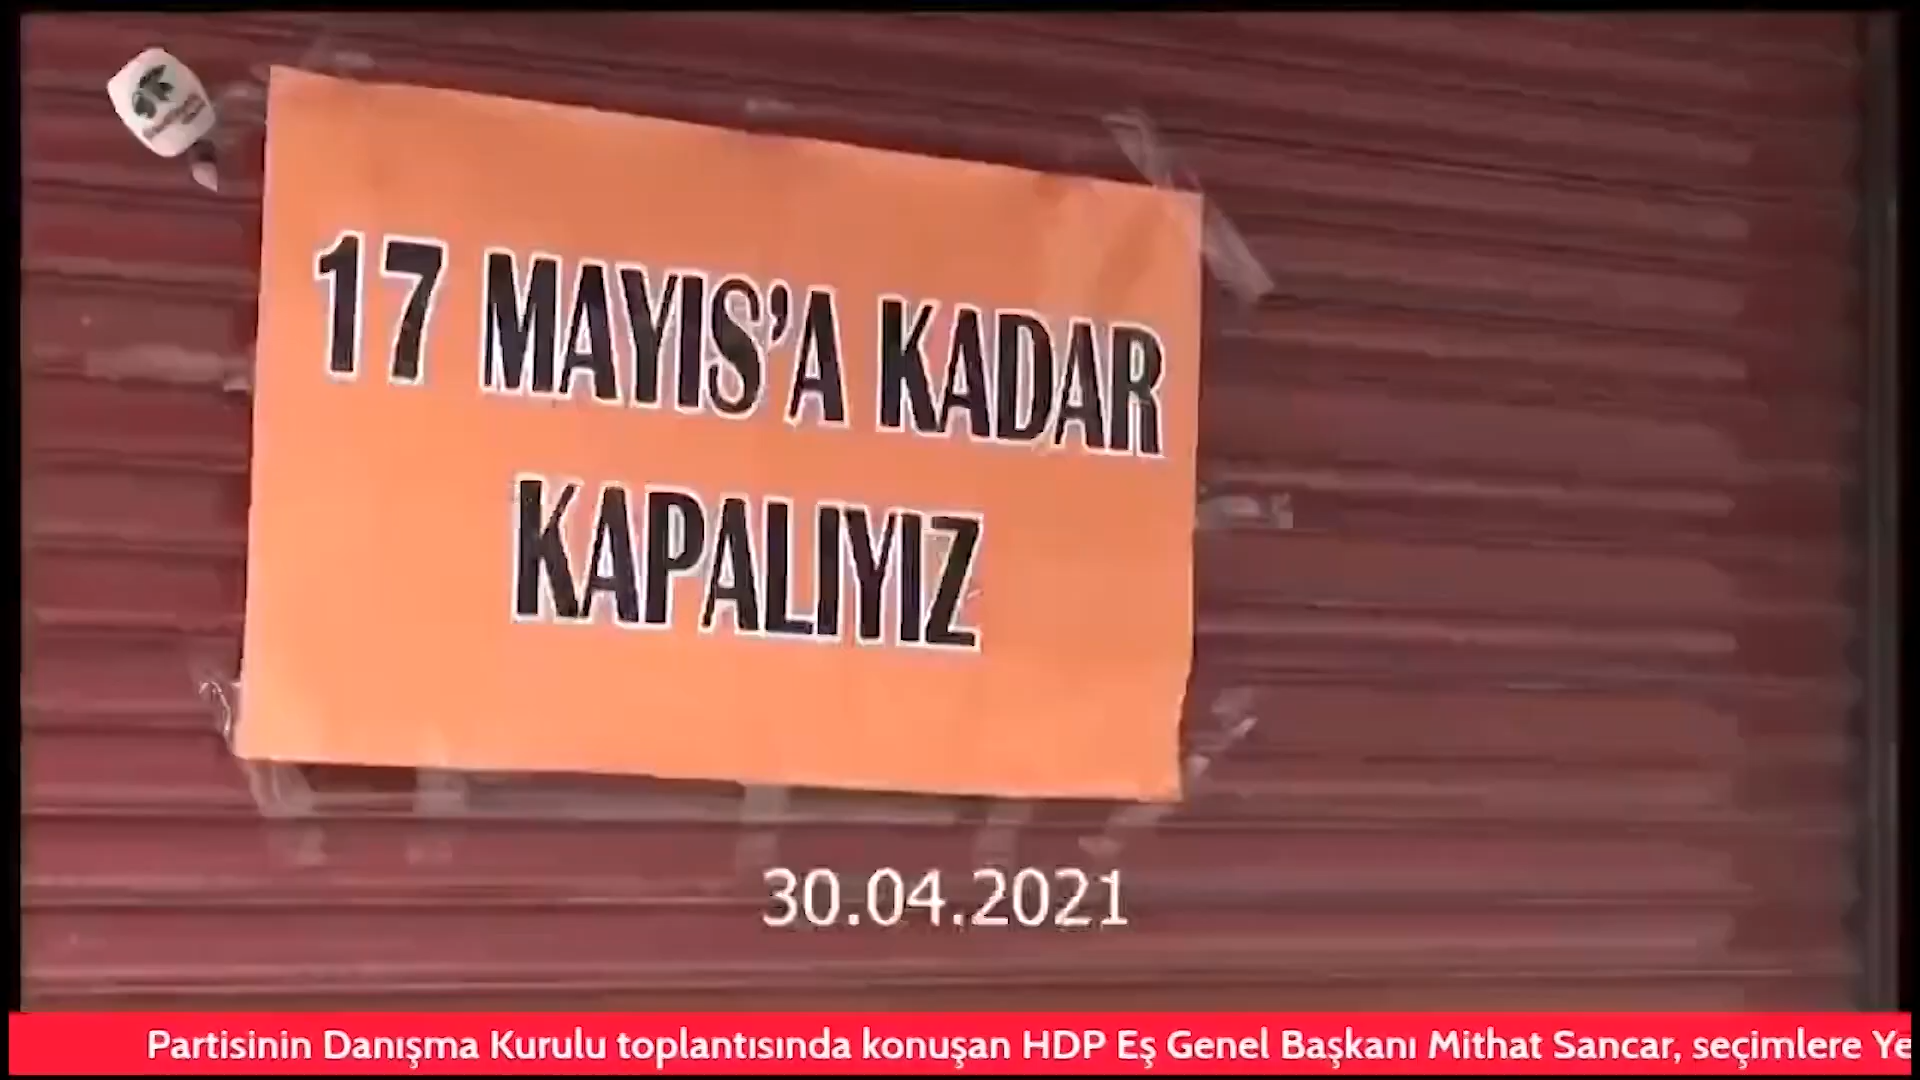 17 MAYIS'A KADAR
KAPALIYIZ
30.04.2021
Partisinin Danışma Kurulu toplantısında konuşan HDP Eş Genel Başkanı Mithat Sancar, seçimlere Ye